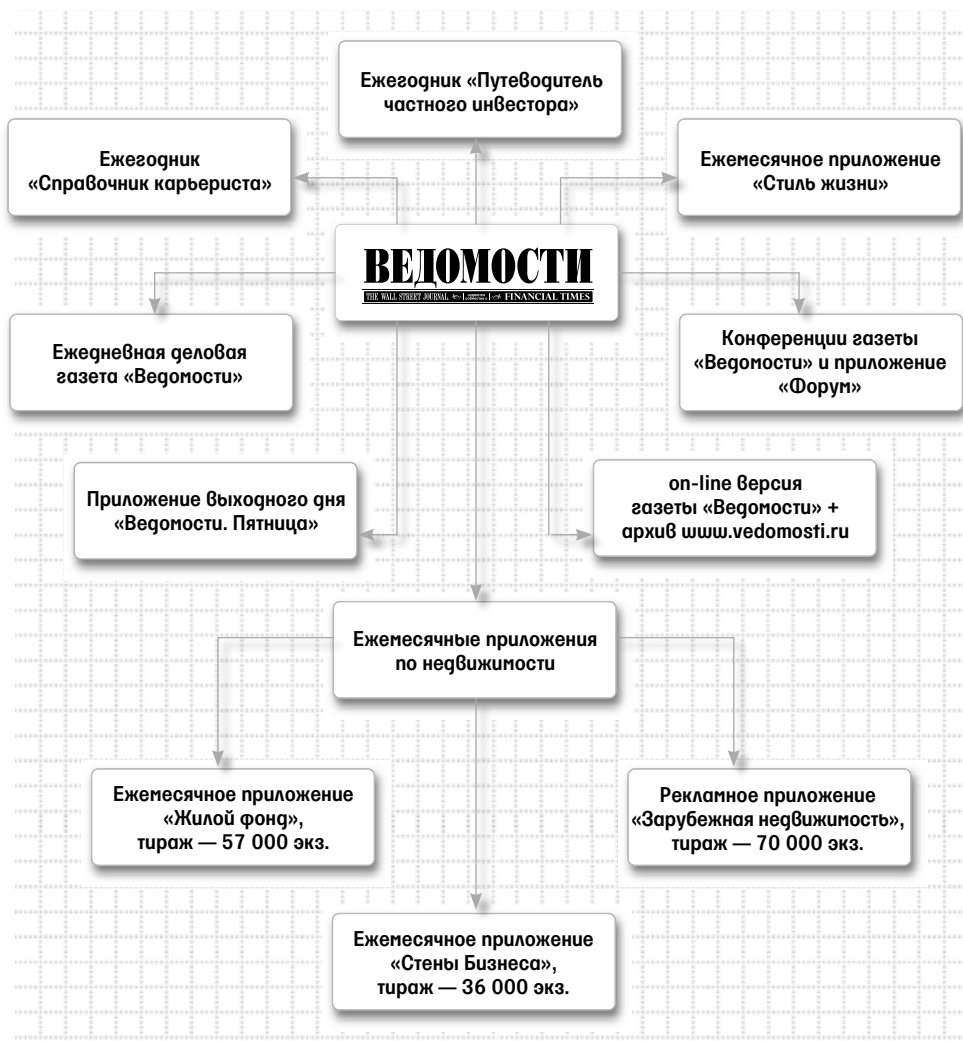 Ежегодник «Путеводитель
частного инвестора»
Ежегодник
«Справочник карьериста»
Ежемесячное приложение
«Стиль жизни»
ВЕДОМОСТИ
THE WALL STREET JOURNAL FINANCIAL TIMES
Ежедневная деловая
газета «Ведомости»
Конференции газеты
«Ведомости» и приложение
«Форум»
Приложение выходного дня
«Ведомости. Пятница»
on-line версия
газеты «Ведомости» +
архив www.vedomosti.ru
Ежемесячные приложения
по недвижимости
Ежемесячное приложение
«Жилой фонд»,
тираж — 57 000 экз.
Рекламное приложение
«Зарубежная недвижимость»,
тираж — 70 000 экз.
Ежемесячное приложение
«Стены Бизнеса»,
тираж — 36 000 экз.